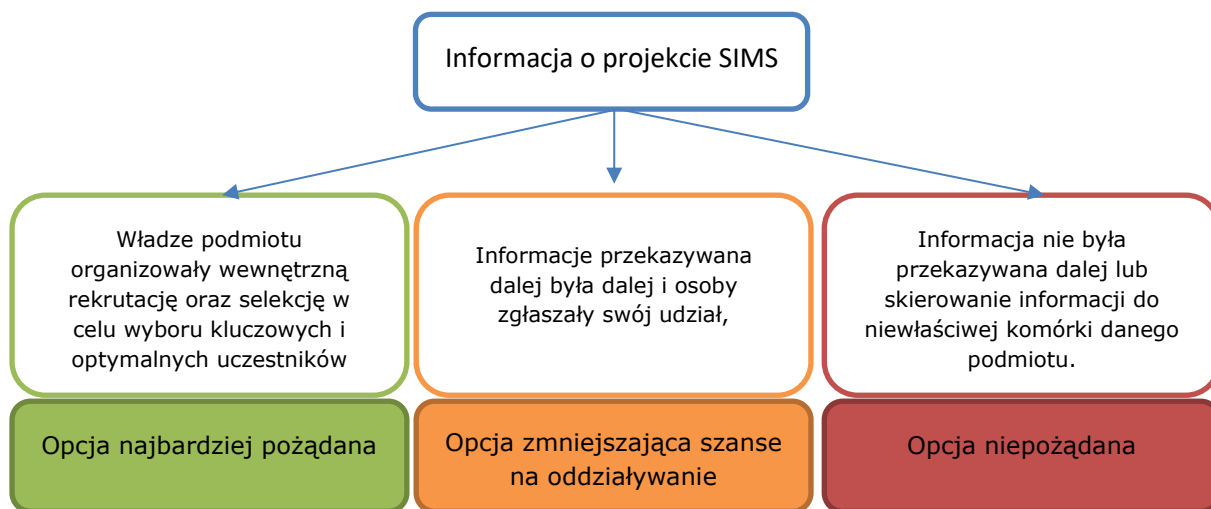 Informacja o projekcie SIMS
Władze podmiotu
organizowały wewnętrzną
rekrutację oraz selekcję w
celu wyboru kluczowych i
optymalnych uczestników
Informacje przekazywana
dalej była dalej i osoby
zgłaszały swój udział,
Informacja nie była
przekazywana dalej lub
skierowanie informacji do
niewłaściwej komórki danego
podmiotu.
Opcja najbardziej pożądana
Opcja zmniejszająca szanse
na oddziaływanie
Opcja niepożądana